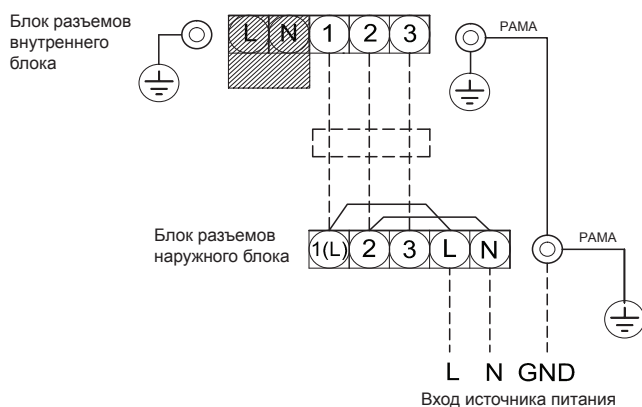 Блок разъемов
внутреннего
блока
L N 1 2 3
РАМА
Блок разъемов
наружного блока
1(L) 2 3 L N
РАМА
L N GND
Вход источника питания